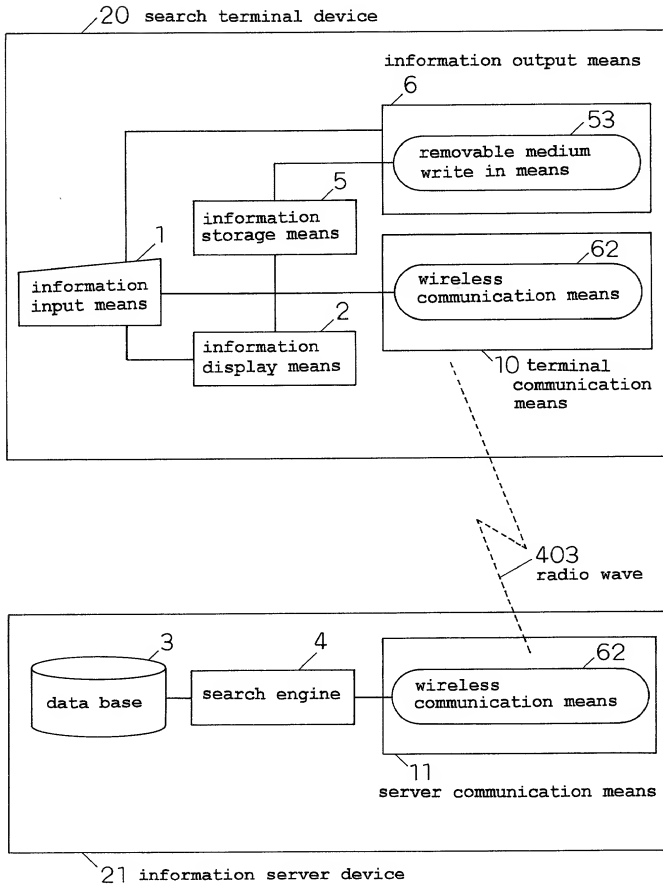 20 search terminal device
information output means
6
53
removable medium
write in means
5
information
storage means
1
information
input means
62
wireless
communication means
2
information
display means
10 terminal
communication
means
403
radio wave
3
data base
4
search engine
62
wireless
communication means
11
server communication means
21 information server device